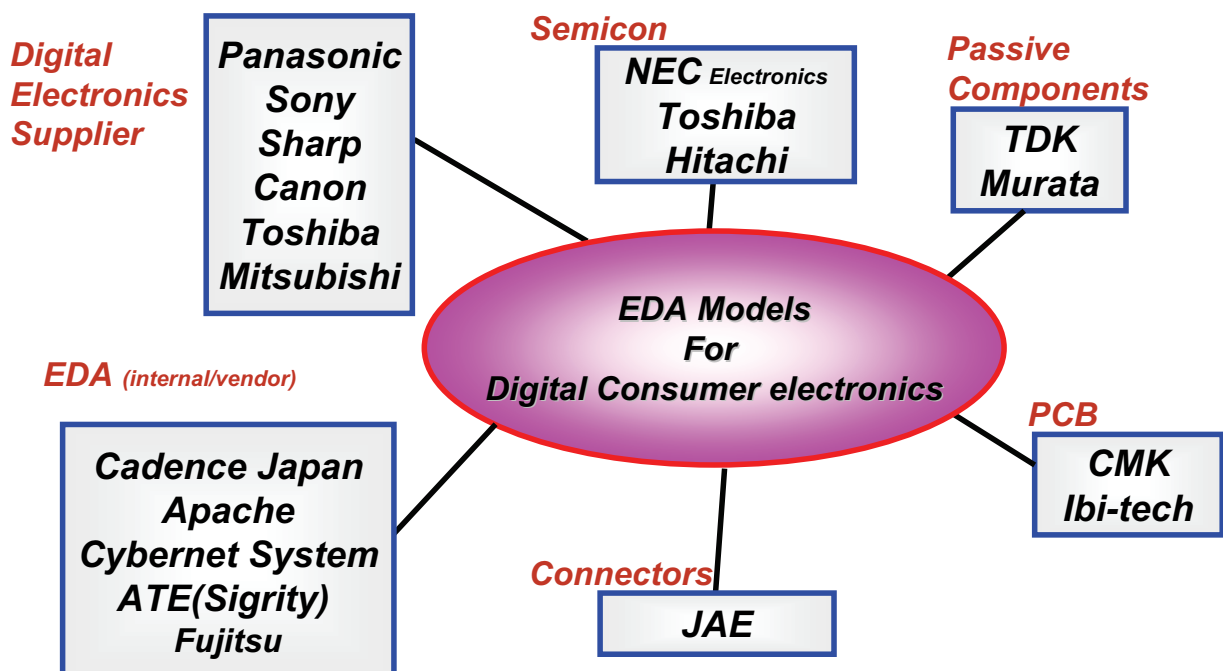 Digital
Electronics
Supplier
Panasonic
Sony
Sharp
Canon
Toshiba
Mitsubishi
Semicon
NEC Electronics
Toshiba
Hitachi
Passive
Components
TDK
Murata
EDA Models
For
Digital Consumer electronics
EDA (internal/vendor)
Cadence Japan
Apache
Cybernet System
ATE(Sigrity)
Fujitsu
Connectors
JAE
PCB
CMK
Ibi-tech